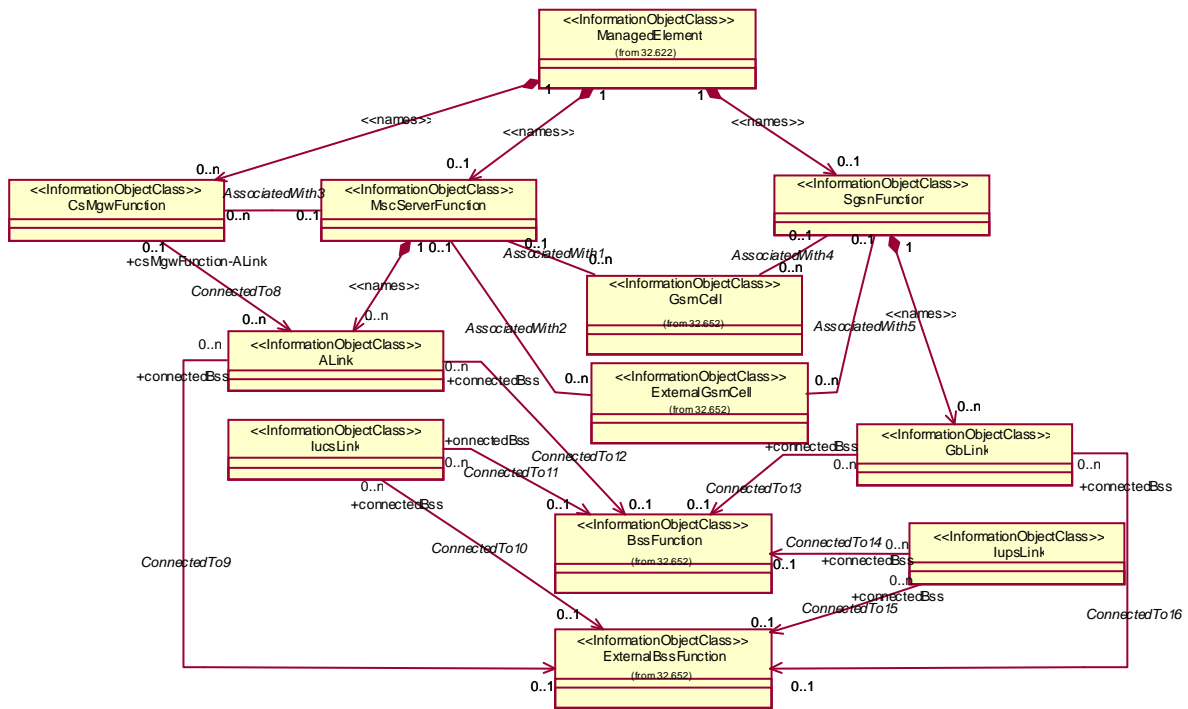 <<InformationObjectClass>>
ManagedElement
(from 32.622)
1
1
1
<<names>>
<<names>>
<<names>>
0..n
0..1
0..1
<<InformationObjectClass>>
CsMgwFunction
AssociatedWith3
0..n
0..1
<<InformationObjectClass>>
MscServerFunction
<<InformationObjectClass>>
SgsnFunction
0..1
+csMgwFunction-ALink
ConnectedTo8
0..n
1
0..1
0..1
<<names>>
0..n
AssociatedWith1
0..n
0..1
AssociatedWith4
0..n
0..1
1
<<InformationObjectClass>>
GsmCell
(from 32.652)
AssociatedWith2
0..n
AssociatedWith5
0..n
<<names>>
0..n
<<InformationObjectClass>>
ALink
0..n
+connectedBss
0..n
+connectedBss
<<InformationObjectClass>>
ExternalGsmCell
(from 32.652)
<<InformationObjectClass>>
IucsLink
+onnectedBss
0..n
ConnectedTo11
ConnectedTo12
0..n
+connectedBss
<<InformationObjectClass>>
GbLink
+connectedBss
0..n
ConnectedTo13
0..n
+connectedBss
0..1
0..1
0..1
<<InformationObjectClass>>
BssFunction
(from 32.652)
ConnectedTo14
0..n
+connectedBss
0..1
<<InformationObjectClass>>
IupsLink
0..n
+connectedBss
ConnectedTo15
ConnectedTo9
ConnectedTo10
ConnectedTo16
0..1
0..1
<<InformationObjectClass>>
ExternalBssFunction
(from 32.652)
0..1
0..1